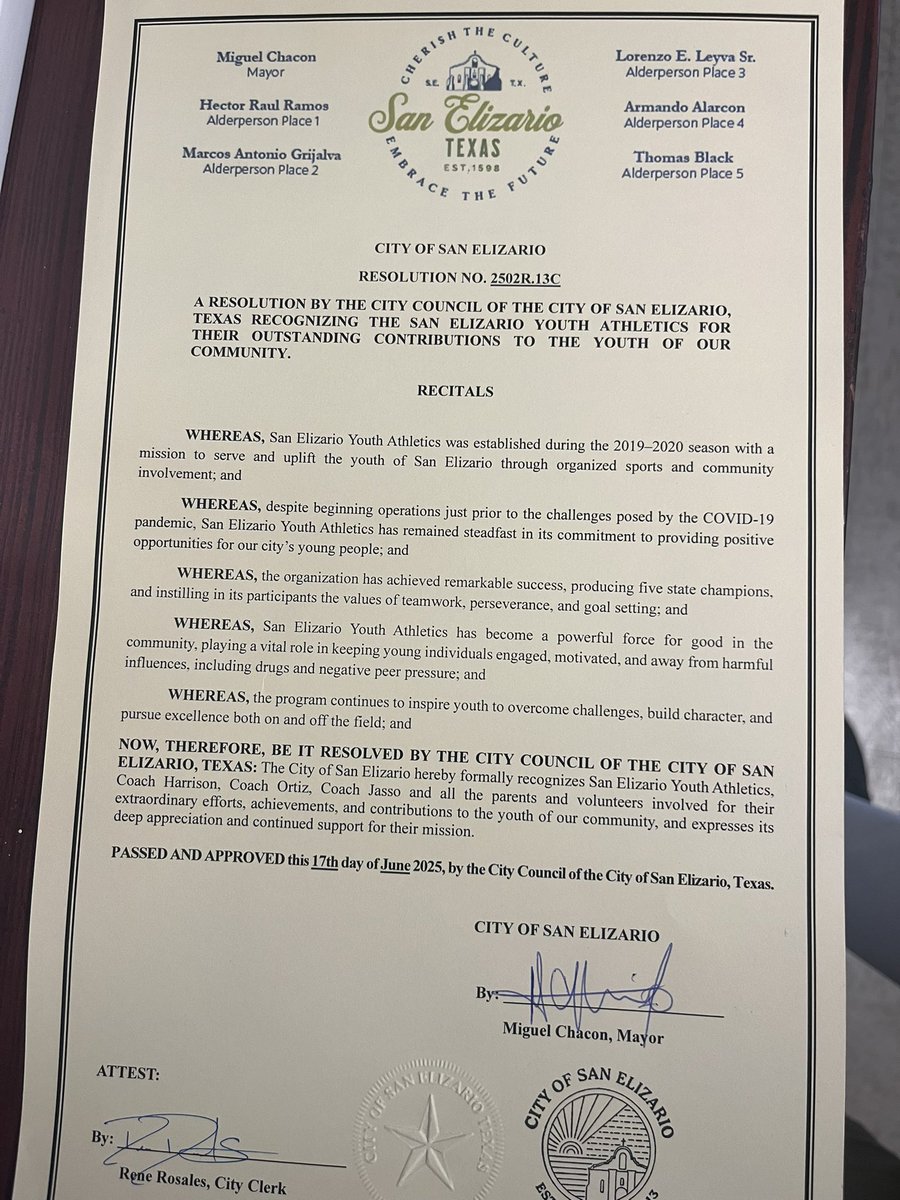 Miguel Chacon
Mayor
Hector Raul Ramos
Alderperson Place 1
Marcos Antonio Grijalva
Alderperson Place 2
CHERISH THE CULTURE
S.E. T.X.
San Elizario
TEXAS
EST,1598
EMBRACE THE FUTURE
Lorenzo E. Leyva Sr.
Alderperson Place 3
Armando Alarcon
Alderperson Place 4
Thomas Black
Alderperson Place 5
CITY OF SAN ELIZARIO
RESOLUTION NO. 2502R.13C
A RESOLUTION BY THE CITY COUNCIL OF THE CITY OF SAN ELIZARIO,
TEXAS RECOGNIZING THE SAN ELIZARIO YOUTH ATHLETICS FOR
THEIR OUTSTANDING CONTRIBUTIONS TO THE YOUTH OF OUR
COMMUNITY.
RECITALS
WHEREAS, San Elizario Youth Athletics was established during the 2019–2020 season with a
mission to serve and uplift the youth of San Elizario through organized sports and community
involvement; and
WHEREAS, despite beginning operations just prior to the challenges posed by the COVID-19
pandemic, San Elizario Youth Athletics has remained steadfast in its commitment to providing positive
opportunities for our city's young people; and
WHEREAS, the organization has achieved remarkable success, producing five state champions,
and instilling in its participants the values of teamwork, perseverance, and goal setting; and
WHEREAS, San Elizario Youth Athletics has become a powerful force for good in the
community, playing a vital role in keeping young individuals engaged, motivated, and away from harmful
influences, including drugs and negative peer pressure; and
WHEREAS, the program continues to inspire youth to overcome challenges, build character, and
pursue excellence both on and off the field; and
NOW, THEREFORE, BE IT RESOLVED BY THE CITY COUNCIL OF THE CITY OF SAN
ELIZARIO, TEXAS: The City of San Elizario hereby formally recognizes San Elizario Youth Athletics,
Coach Harrison, Coach Ortiz, Coach Jasso and all the parents and volunteers involved for their
extraordinary efforts, achievements, and contributions to the youth of our community, and expresses its
deep appreciation and continued support for their mission.
PASSED AND APPROVED this 17th day of June 2025, by the City Council of the City of San Elizario, Texas.
CITY OF SAN ELIZARIO
By:
Miguel Chacon, Mayor
ATTEST:
By:
Rene Rosales, City Clerk
CITY OF SAN ELIZARIO TEXAS
CITY OF SAN ELIZARIO